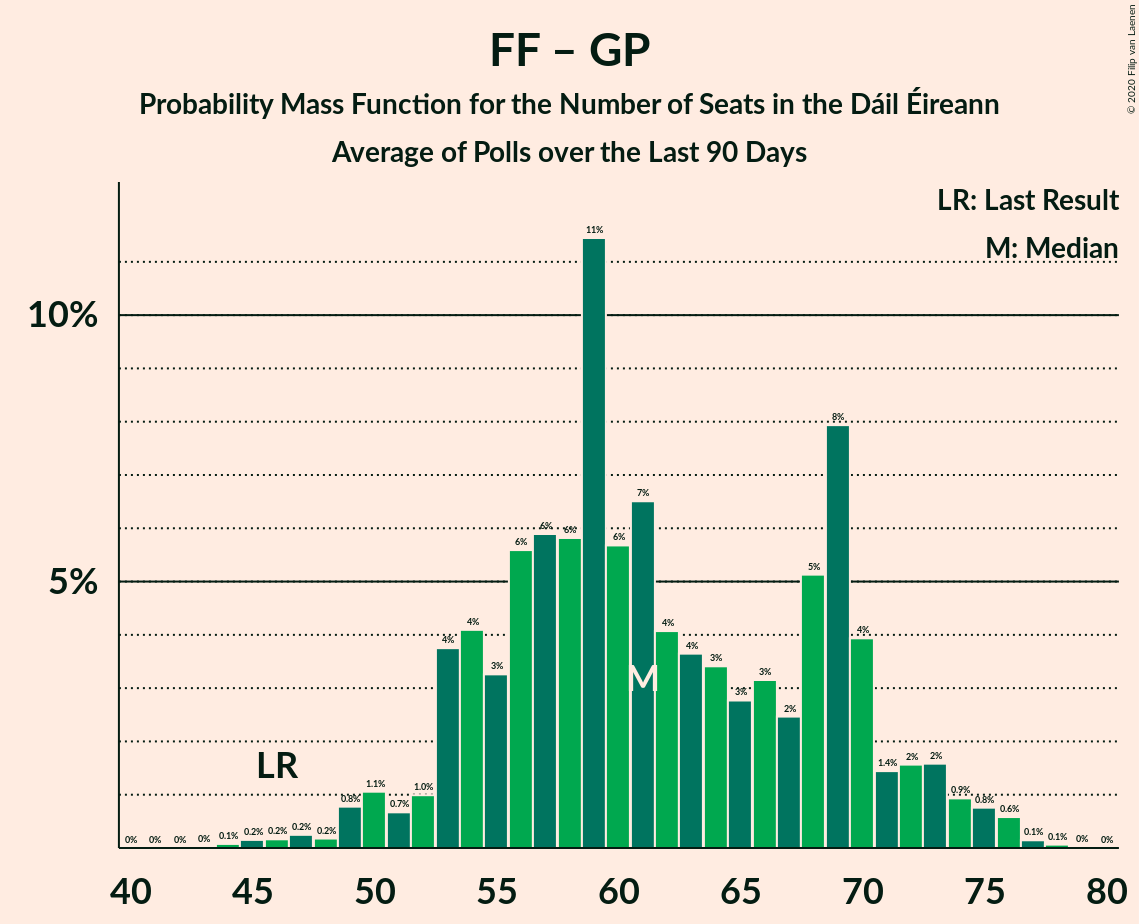 FF – GP
Probability Mass Function for the Number of Seats in the Dáil Éireann
Average of Polls over the Last 90 Days
© 2020 Filip van Laenen
LR: Last Result
M: Median
10%
5%
0% 0% 0% 0% 0.1% 0.2% 0.2% 0.2% 0.2% 0.8% 1.1% 0.7% 1.0% 4% 4% 3% 6% 6% 6% 11% 6% 7% 4% 4% 3% 3% 3% 2% 5% 8% 4% 1.4% 2% 2% 0.9% 0.8% 0.6% 0.1% 0.1% 0% 0%
LR
M
40 45 50 55 60 65 70 75 80